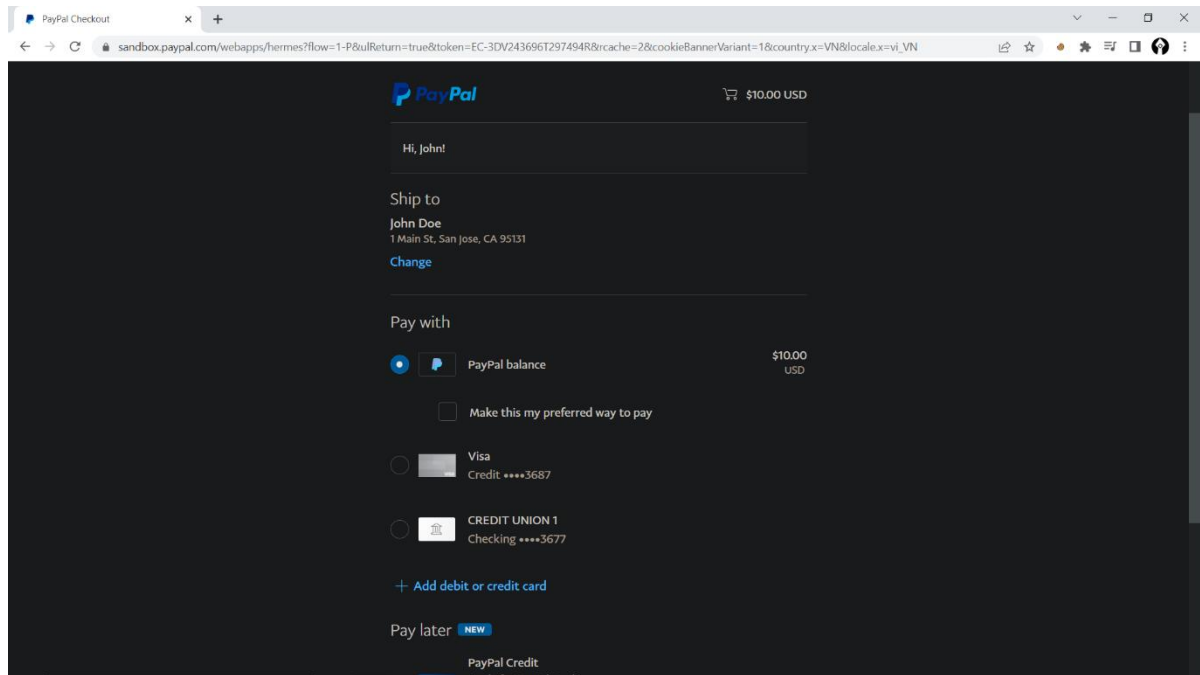 PayPal Checkout
sandbox.paypal.com/webapps/hermes?flow=1-P&ulReturn=true&token=EC-3DV243696T297494R&rcache=2&cookieBannerVariant=1&country.x=VN&locale.x=vi_VN
PayPal
$10.00 USD
Hi, John!
Ship to
John Doe
1 Main St, San Jose, CA 95131
Change
Pay with
PayPal balance
$10.00
USD
Make this my preferred way to pay
Visa
Credit ••••3687
CREDIT UNION 1
Checking ••••3677
+ Add debit or credit card
Pay later NEW
PayPal Credit